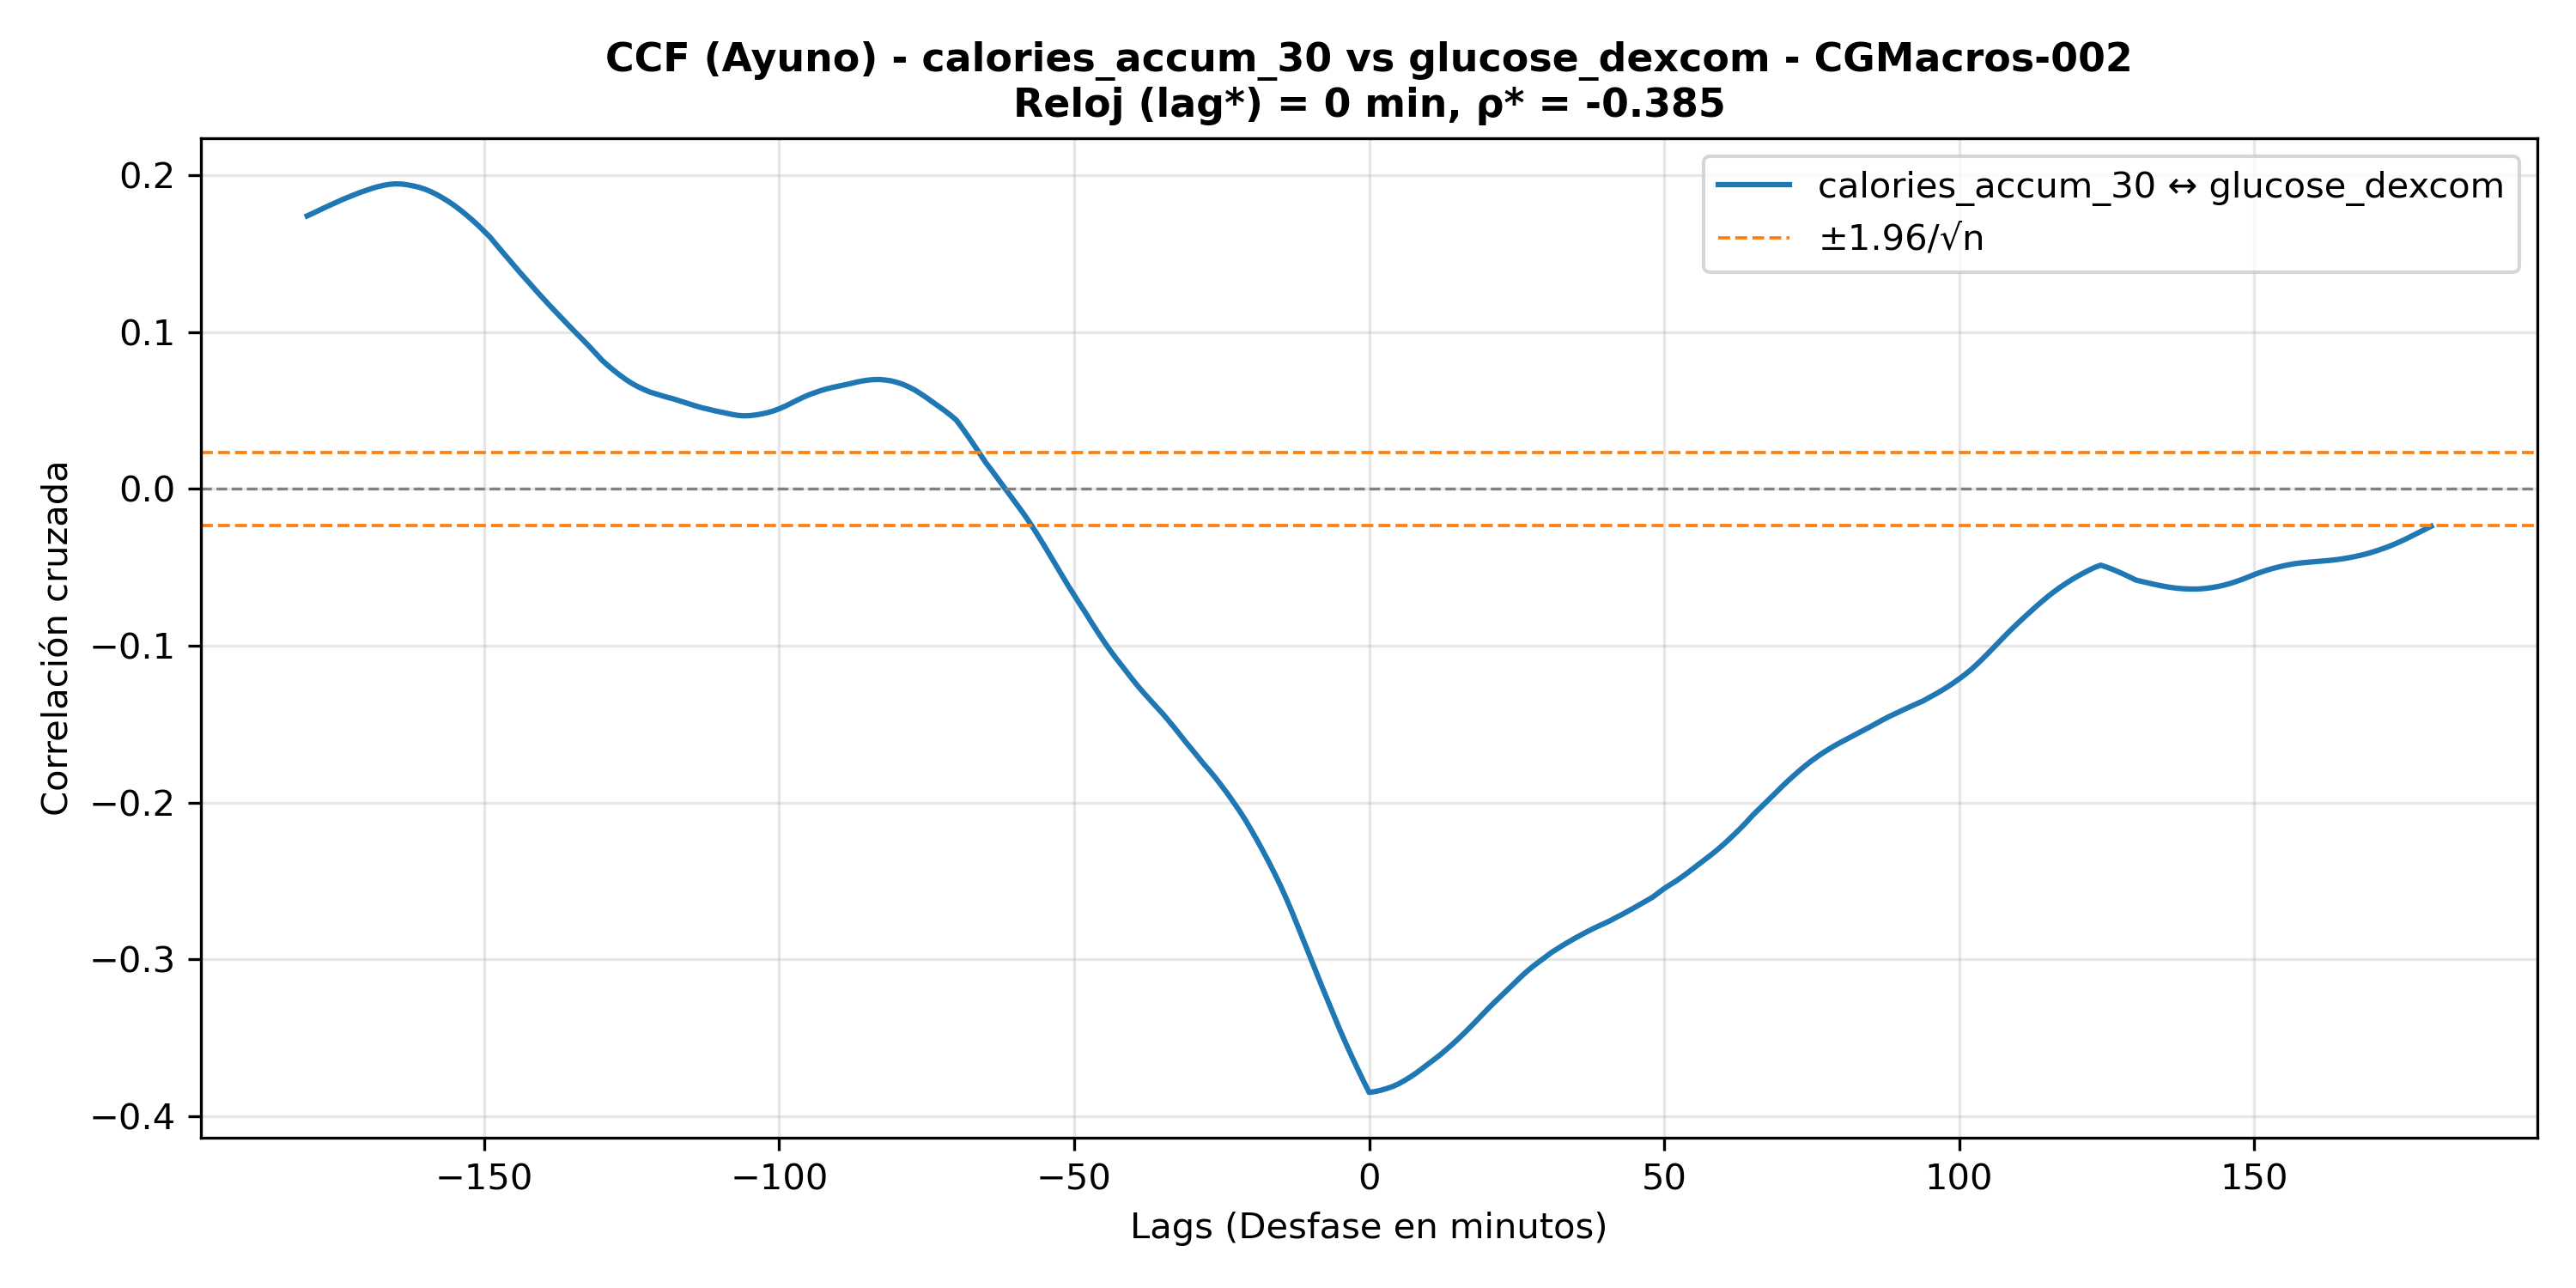 CCF (Ayuno) - calories_accum_30 vs glucose_dexcom - CGMacros-002
Reloj (lag*) = 0 min, ρ* = -0.385
calories_accum_30 ↔ glucose_dexcom
±1.96/√n
Correlación cruzada
0.2
0.1
0.0
−0.1
−0.2
−0.3
−0.4
−150
−100
−50
0
50
100
150
Lags (Desfase en minutos)